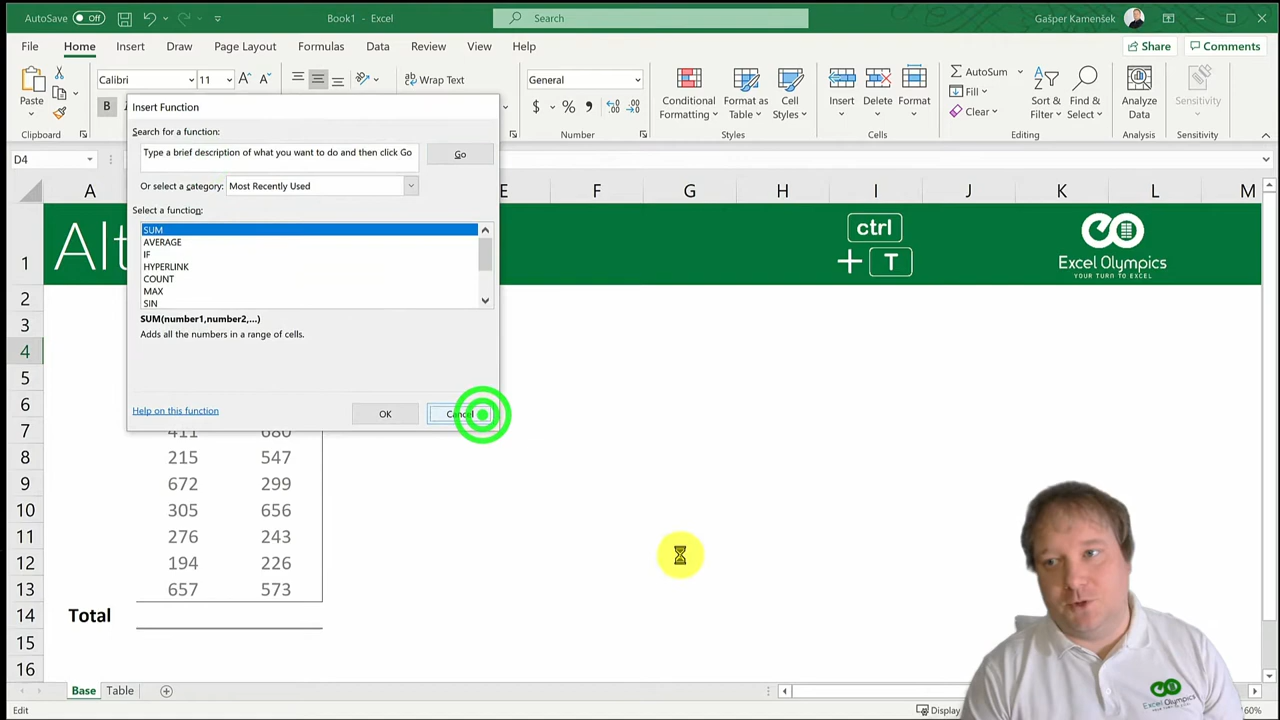 AutoSave Off Book1 - Excel Search Gašper Kamenšek
File Home Insert Draw Page Layout Formulas Data Review View Help Share Comments
Paste Calibri 11 Wrap Text General Conditional Formatting Format as Table Cell Styles Insert Delete Format AutoSum Fill Clear Sort & Filter Find & Select Analyze Data Sensitivity
B $ % 9
Clipboard Number Styles Cells Editing Analysis Sensitivity
D4
Insert Function
Search for a function:
Type a brief description of what you want to do and then click Go
Go
Or select a category: Most Recently Used
Select a function:
SUM
AVERAGE
IF
HYPERLINK
COUNT
MAX
SIN
SUM(number1,number2,...)
Adds all the numbers in a range of cells.
Help on this function
OK
Cancel
A E F G H I J K L M
1 Alt ctrl
+ T
Excel Olympics
YOUR TURN TO EXCEL
2
3
4
5
6
7 411 680
8 215 547
9 672 299
10 305 656
11 276 243
12 194 226
13 657 573
14 Total
15
16
Base Table
Edit Display 160%
Excel Olympics